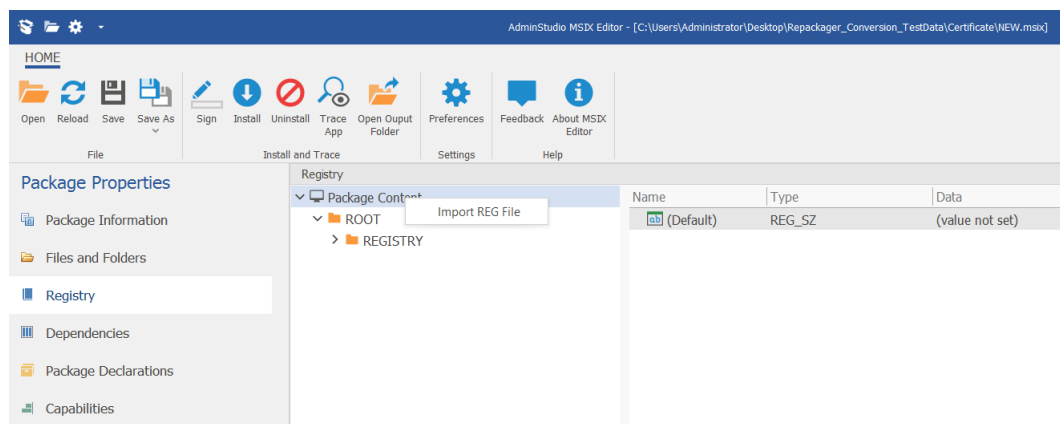 AdminStudio MSIX Editor - [C:\Users\Administrator\Desktop\Repackager_Conversion_TestData\Certificate\NEW.msix]
HOME
Open Reload Save Save As Sign Install Uninstall Trace App Open Ouput Folder Preferences Feedback About MSIX Editor
File Install and Trace Settings Help
Package Properties
Package Information
Files and Folders
Registry
Dependencies
Package Declarations
Capabilities
Registry
Package Content
Import REG File
ROOT
REGISTRY
Name Type Data
ab (Default) REG_SZ (value not set)